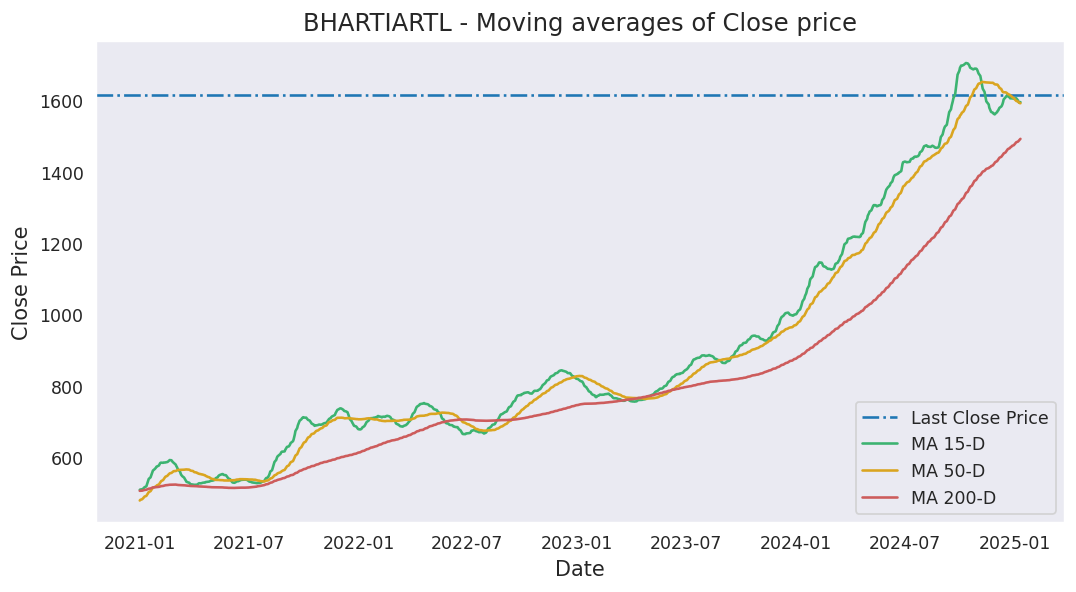 BHARTIARTL - Moving averages of Close price
Close Price
1600
1400
1200
1000
800
600
Last Close Price
MA 15-D
MA 50-D
MA 200-D
2021-01 2021-07 2022-01 2022-07 2023-01 2023-07 2024-01 2024-07 2025-01
Date